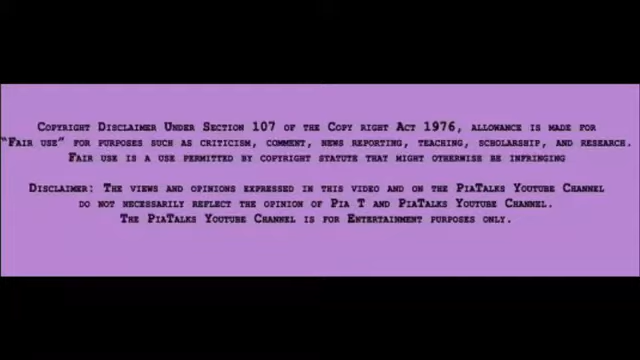 Copyright Disclaimer Under Section 107 of the Copy right Act 1976, allowance is made for
"Fair use" for purposes such as criticism, comment, news reporting, teaching, scholarship, and research.
Fair use is a use permitted by copyright statute that might otherwise be infringing
Disclaimer: The views and opinions expressed in this video and on the PiaTalks Youtube Channel
do not necessarily reflect the opinion of Pia T and PiaTalks Youtube Channel.
The PiaTalks Youtube Channel is for Entertainment purposes only.